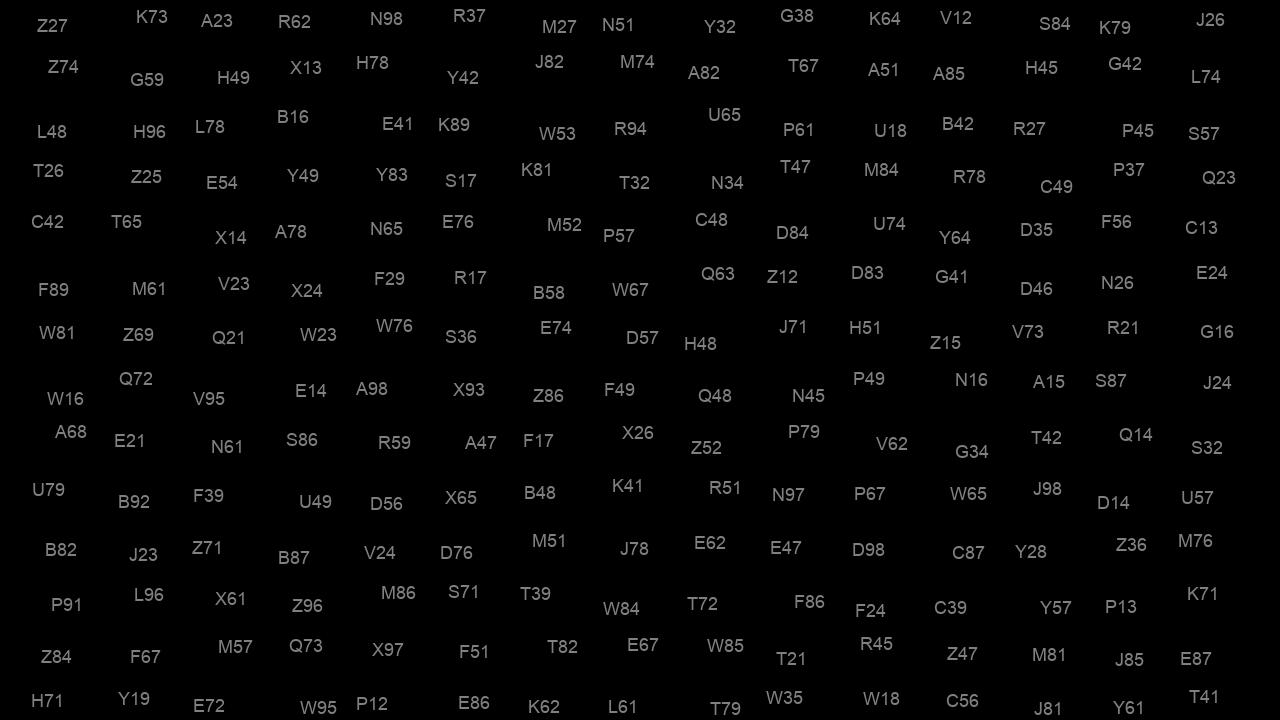 Z27 K73 A23 R62 N98 R37 M27 N51 Y32 G38 K64 V12 S84 K79 J26
Z74 G59 H49 X13 H78 Y42 J82 M74 A82 T67 A51 A85 H45 G42 L74
L48 H96 L78 B16 E41 K89 W53 R94 U65 P61 U18 B42 R27 P45 S57
T26 Z25 E54 Y49 Y83 S17 K81 T32 N34 T47 M84 R78 C49 P37 Q23
C42 T65 X14 A78 N65 E76 M52 P57 C48 D84 U74 Y64 D35 F56 C13
F89 M61 V23 X24 F29 R17 B58 W67 Q63 Z12 D83 G41 D46 N26 E24
W81 Z69 Q21 W23 W76 S36 E74 D57 H48 J71 H51 Z15 V73 R21 G16
W16 Q72 V95 E14 A98 X93 Z86 F49 Q48 N45 P49 N16 A15 S87 J24
A68 E21 N61 S86 R59 A47 F17 X26 Z52 P79 V62 G34 T42 Q14 S32
U79 B92 F39 U49 D56 X65 B48 K41 R51 N97 P67 W65 J98 D14 U57
B82 J23 Z71 B87 V24 D76 M51 J78 E62 E47 D98 C87 Y28 Z36 M76
P91 L96 X61 Z96 M86 S71 T39 W84 T72 F86 F24 C39 Y57 P13 K71
Z84 F67 M57 Q73 X97 F51 T82 E67 W85 T21 R45 Z47 M81 J85 E87
H71 Y19 E72 W95 P12 E86 K62 L61 T79 W35 W18 C56 J81 Y61 T41